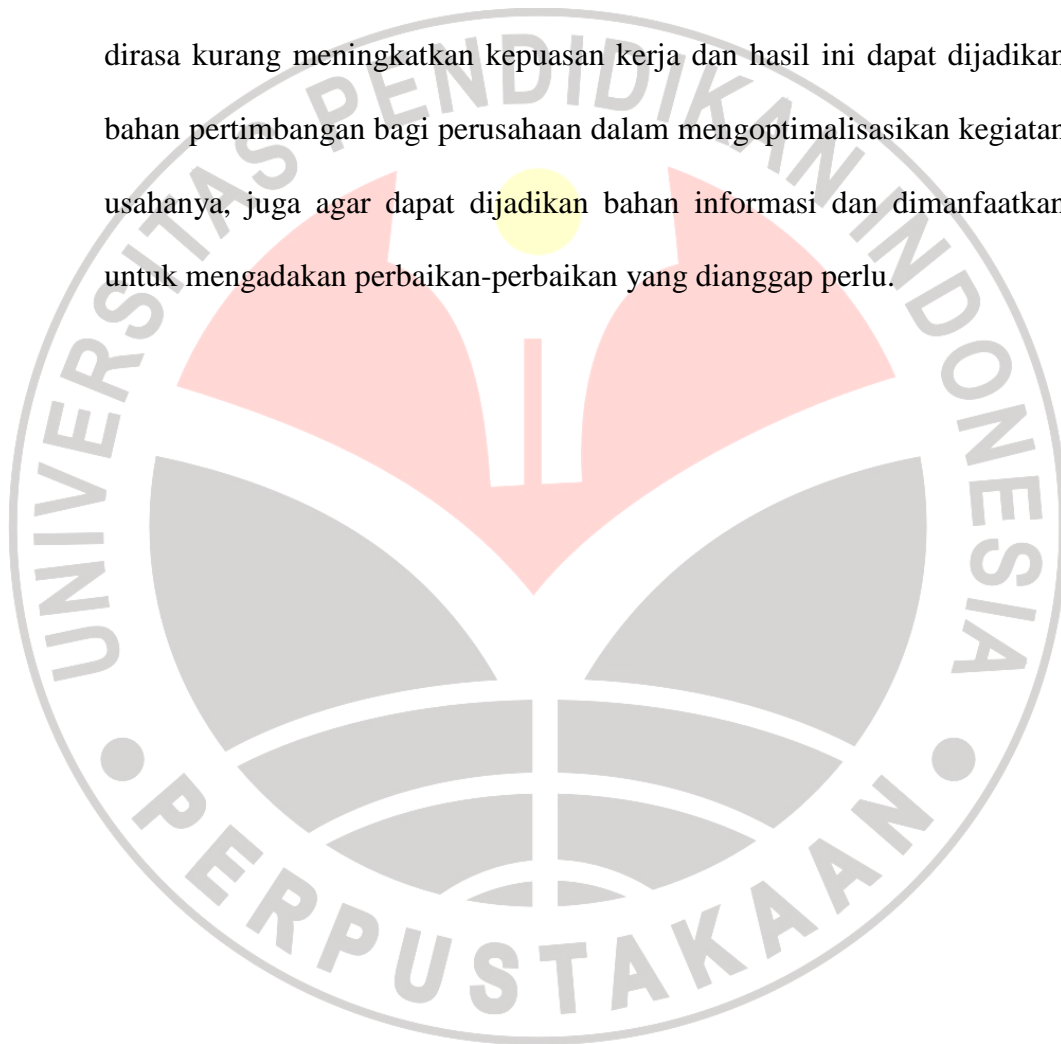 dirasa kurang meningkatkan kepuasan kerja dan hasil ini dapat dijadikan
bahan pertimbangan bagi perusahaan dalam mengoptimalisasikan kegiatan
usahanya, juga agar dapat dijadikan bahan informasi dan dimanfaatkan
untuk mengadakan perbaikan-perbaikan yang dianggap perlu.
UNIVERSITAS PENDIDIKAN INDONESIA
PERPUSTAKAAN